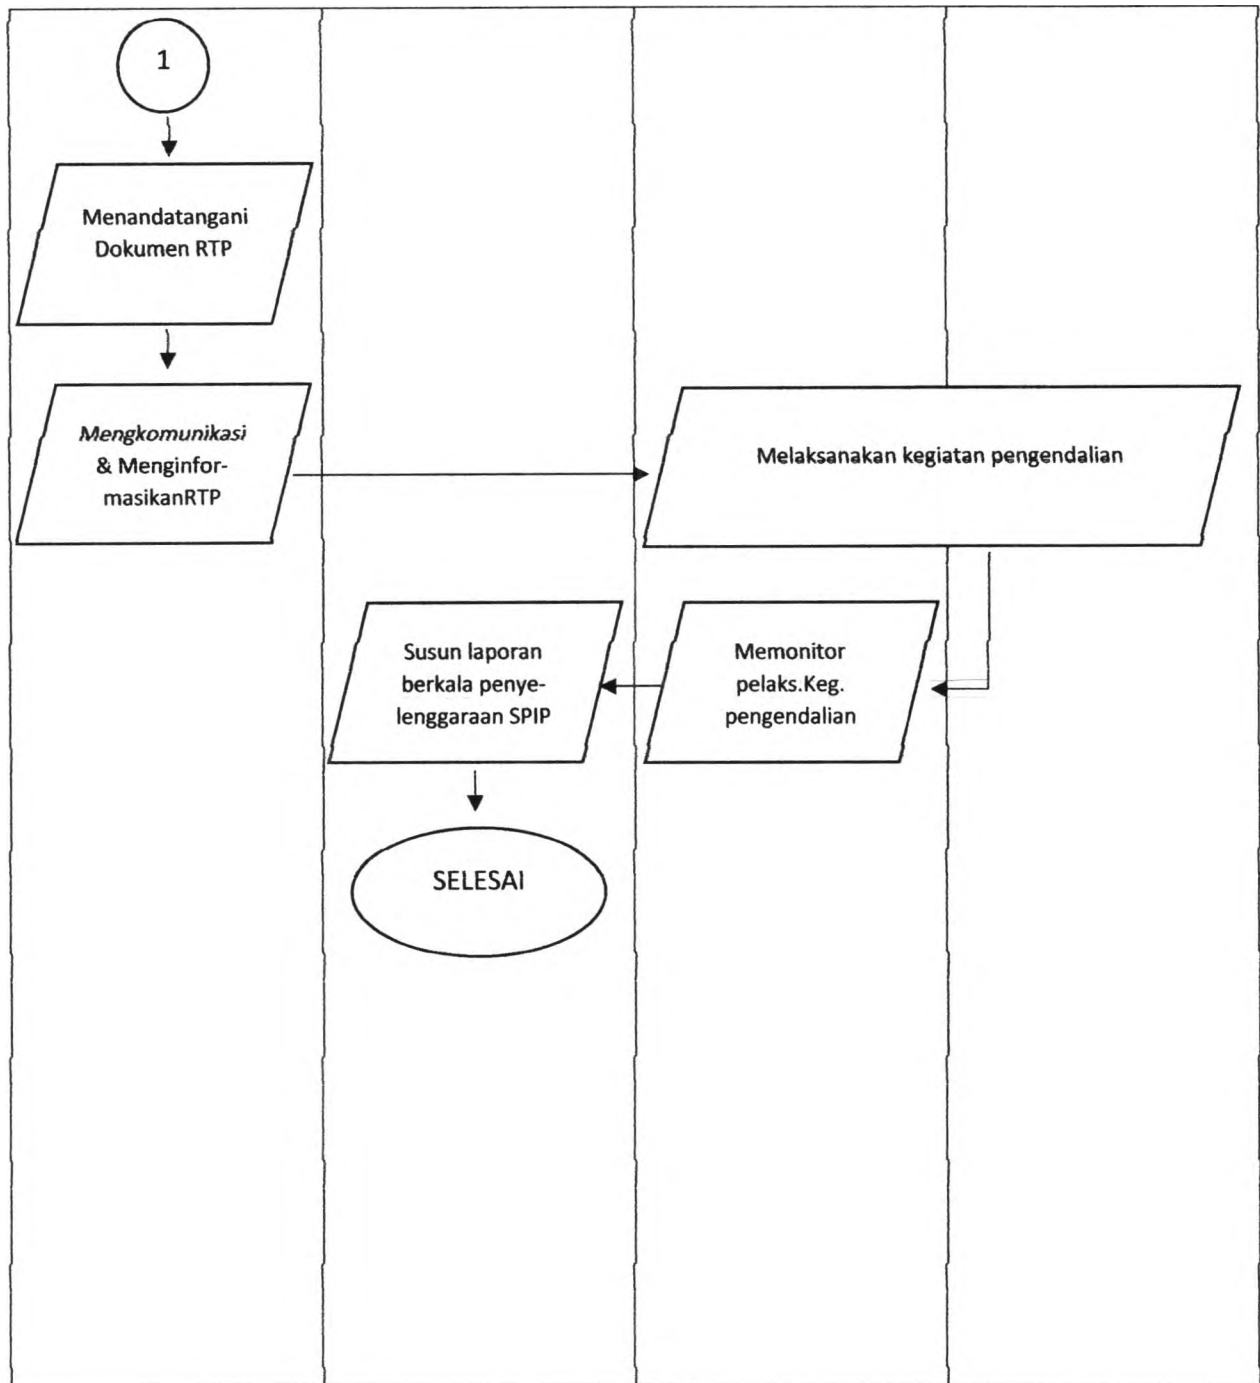 1
Menandatangani
Dokumen RTP
Mengkomunikasi
& Menginfor-
masikanRTP
Melaksanakan kegiatan pengendalian
Susun laporan
berkala penye-
lenggaraan SPIP
Memonitor
pelaks.Keg.
pengendalian
SELESAI